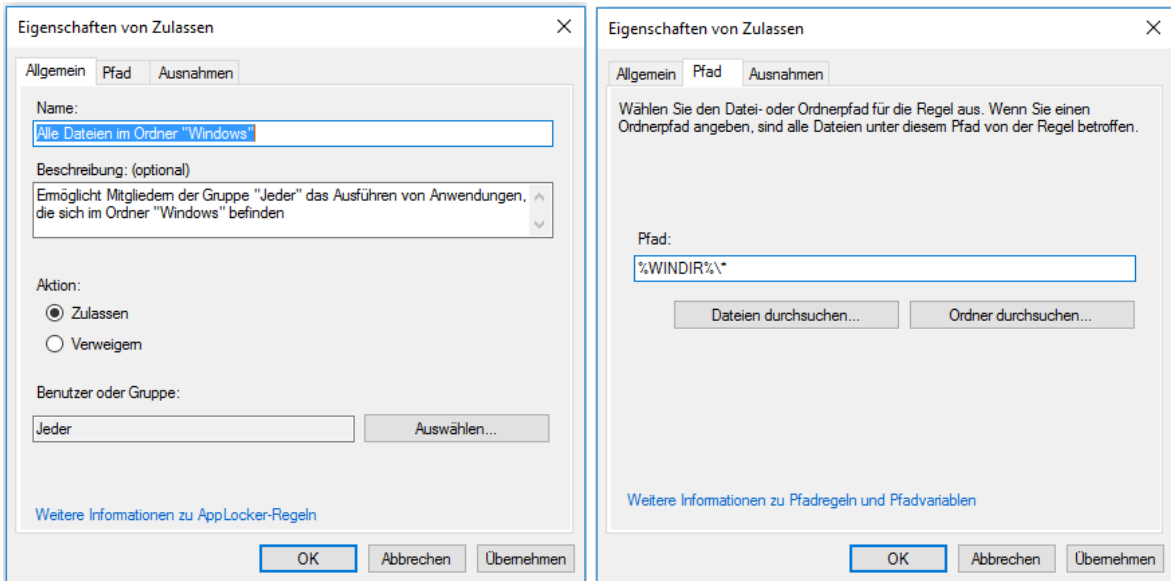 Eigenschaften von Zulassen
Allgemein Pfad Ausnahmen
Name:
Alle Dateien im Ordner "Windows"
Beschreibung: (optional)
Ermöglicht Mitgliedern der Gruppe "Jeder" das Ausführen von Anwendungen,
die sich im Ordner "Windows" befinden
Aktion:
Zulassen
Verweigern
Benutzer oder Gruppe:
Jeder
Auswählen...
Weitere Informationen zu AppLocker-Regeln
OK Abbrechen Übernehmen
Eigenschaften von Zulassen
Allgemein Pfad Ausnahmen
Wählen Sie den Datei- oder Ordnerpfad für die Regel aus. Wenn Sie einen
Ordnerpfad angeben, sind alle Dateien unter diesem Pfad von der Regel betroffen.
Pfad:
%WINDIR%\*
Dateien durchsuchen... Ordner durchsuchen...
Weitere Informationen zu Pfadregeln und Pfadvariablen
OK Abbrechen Übernehmen